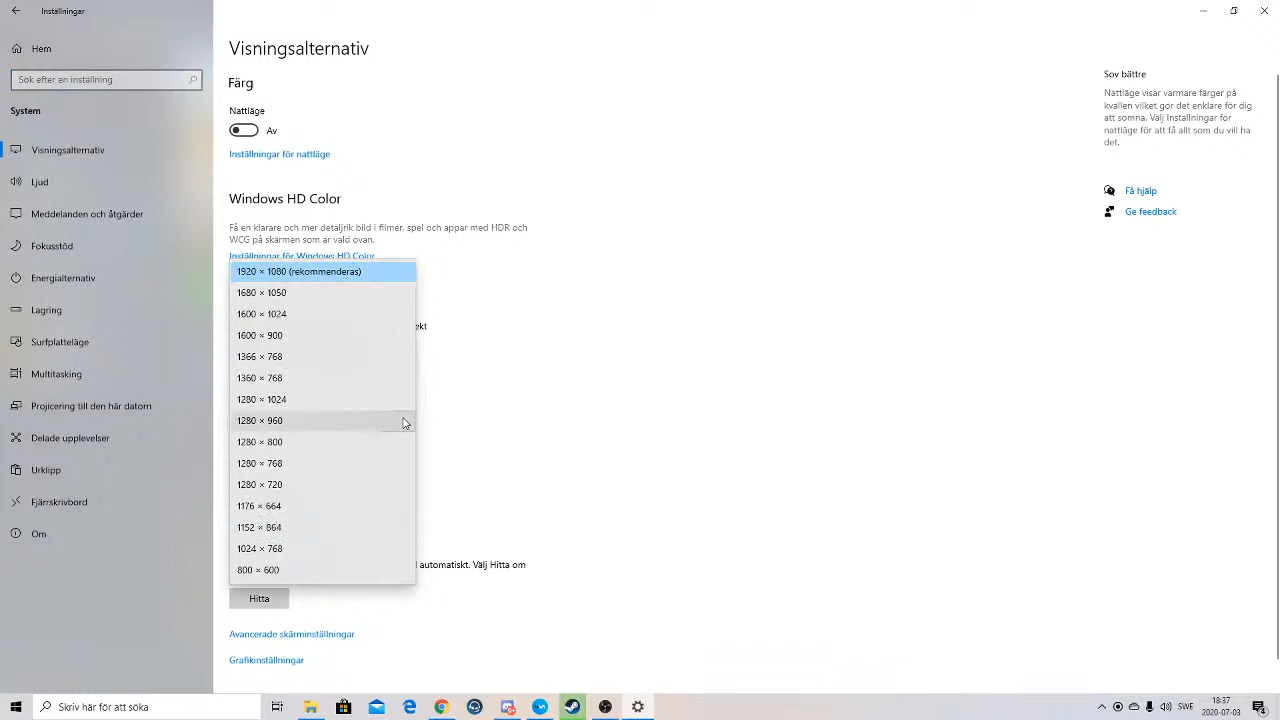 Inställningar
Hem
Sök efter en inställning
System
Visningsalternativ
Ljud
Meddelanden och åtgärder
Fokusstöd
Energialternativ
Lagring
Surfplatteläge
Multitasking
Projicering till den här datorn
Delade upplevelser
Urklipp
Fjärrskrivbord
Om
Visningsalternativ
Färg
Nattläge
Av
Inställningar för nattläge
Windows HD Color
Få en klarare och mer detaljrik bild i filmer, spel och appar med HDR och
WCG på skärmen som är vald ovan.
Inställningar för Windows HD Color
1920 × 1080 (rekommenderas)
1680 × 1050
1600 × 1024
ekt
1600 × 900
1366 × 768
1360 × 768
1280 × 1024
1280 × 960
1280 × 800
1280 × 768
1280 × 720
1176 × 664
1152 × 864
1024 × 768
800 × 600
automatiskt. Välj Hitta om
Hitta
Avancerade skärminställningar
Grafikinställningar
Sov bättre
Nattläge visar varmare färger på
kvällen vilket gör det enklare för dig
att somna. Välj Inställningar för
nattläge för att få allt som du vill ha
det.
Få hjälp
Ge feedback
Skriv här för att söka
SWE
18:37
2020-07-03
4